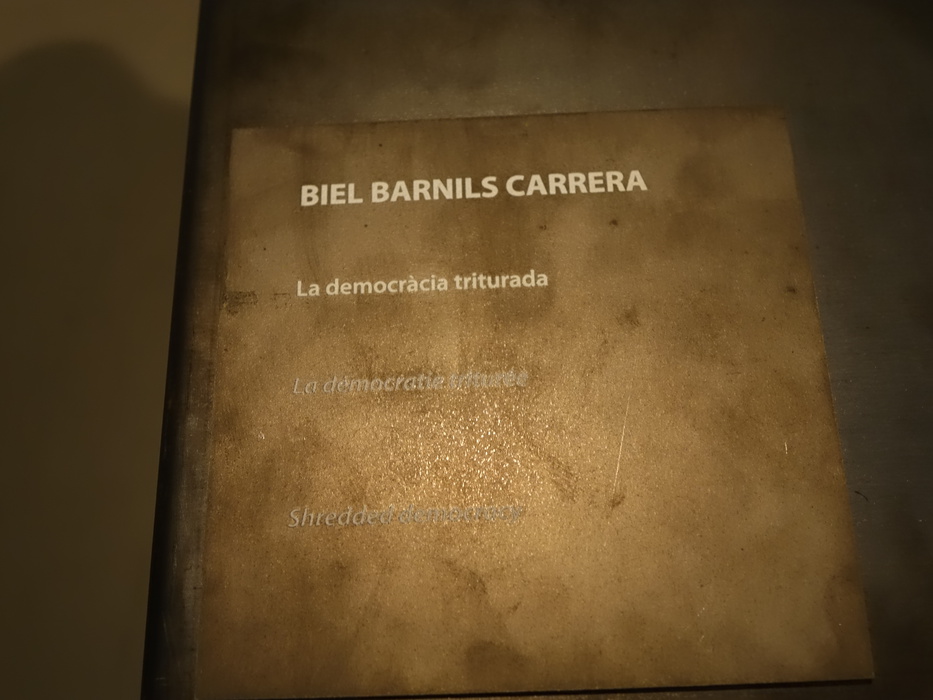 BIEL BARNILS CARRERA
La democràcia triturada
La démocratie triturée
Shredded democracy